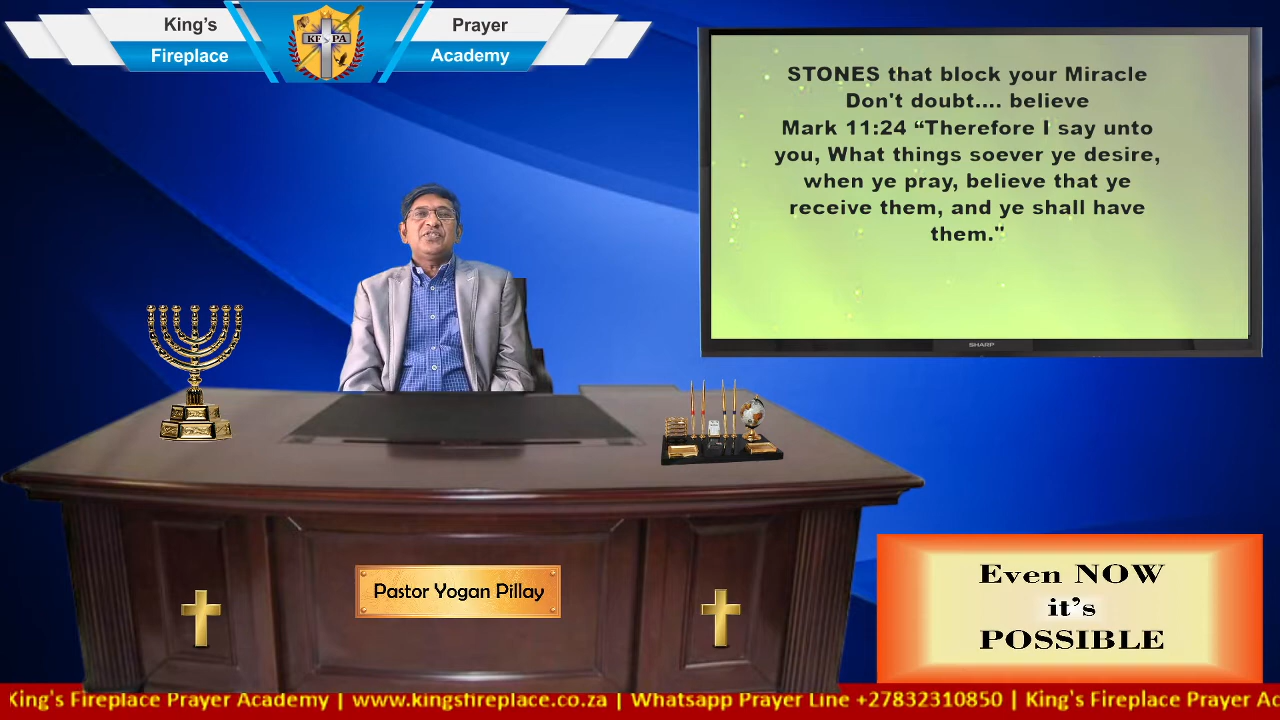 King's
Fireplace
Prayer
Academy
KF PA
STONES that block your Miracle
Don't doubt.... believe
Mark 11:24 “Therefore I say unto
you, What things soever ye desire,
when ye pray, believe that ye
receive them, and ye shall have
them."
SHARP
Pastor Yogan Pillay
Even NOW
it's
POSSIBLE
King's Fireplace Prayer Academy | www.kingsfireplace.co.za | Whatsapp Prayer Line +27832310850 | King's Fireplace Prayer Ac